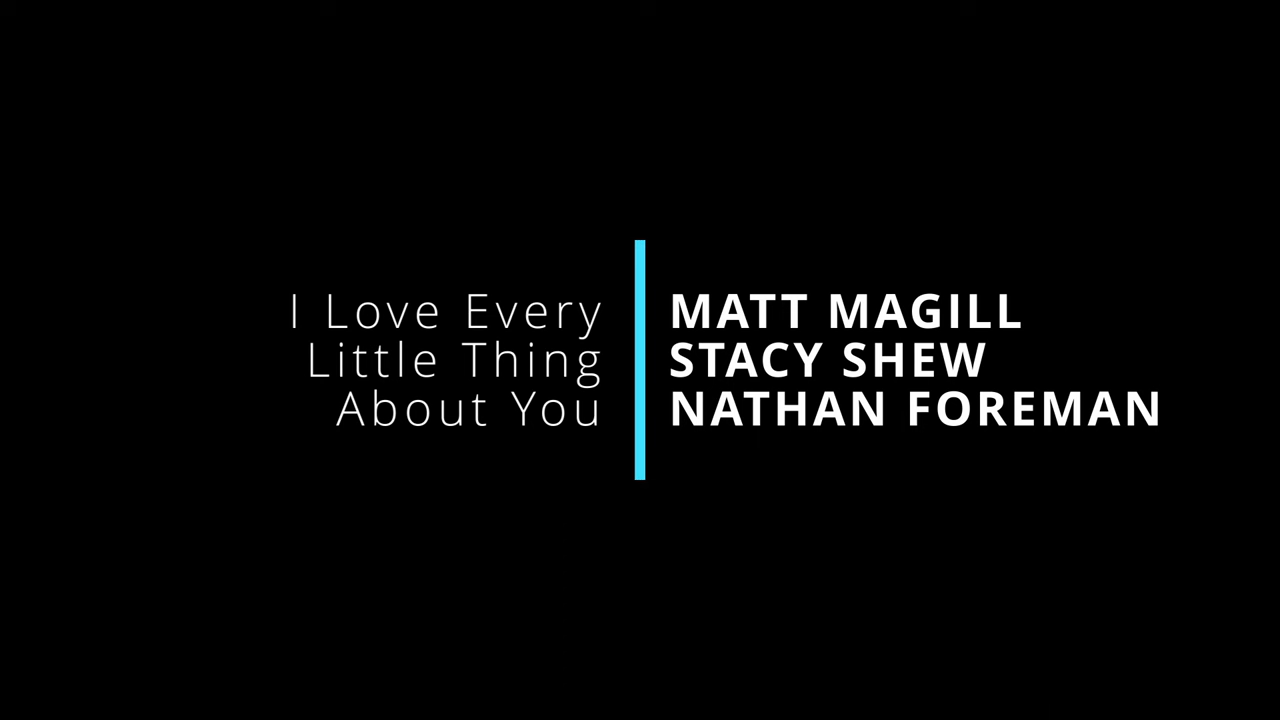 I Love Every
Little Thing
About You
MATT MAGILL
STACY SHEW
NATHAN FOREMAN